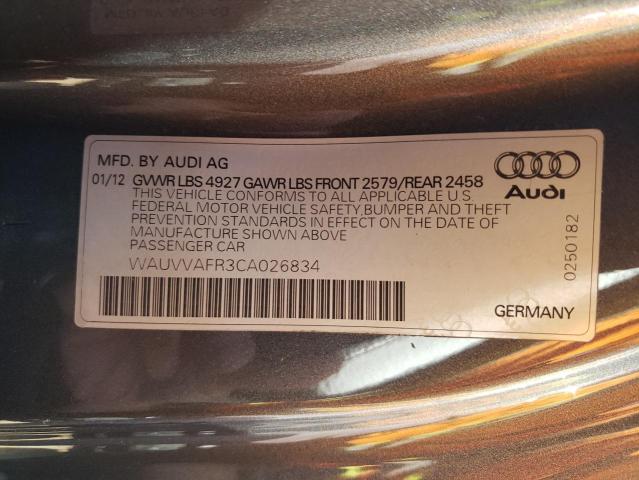 MFD. BY AUDI AG
01/12 GVWR LBS 4927 GAWR LBS FRONT 2579/REAR 2458
THIS VEHICLE CONFORMS TO ALL APPLICABLE U.S
FEDERAL MOTOR VEHICLE SAFETY,BUMPER AND THEFT
PREVENTION STANDARDS IN EFFECT ON THE DATE OF
MANUFACTURE SHOWN ABOVE
PASSENGER CAR
WAUVVAFR3CA026834
Audi
0250182
GERMANY